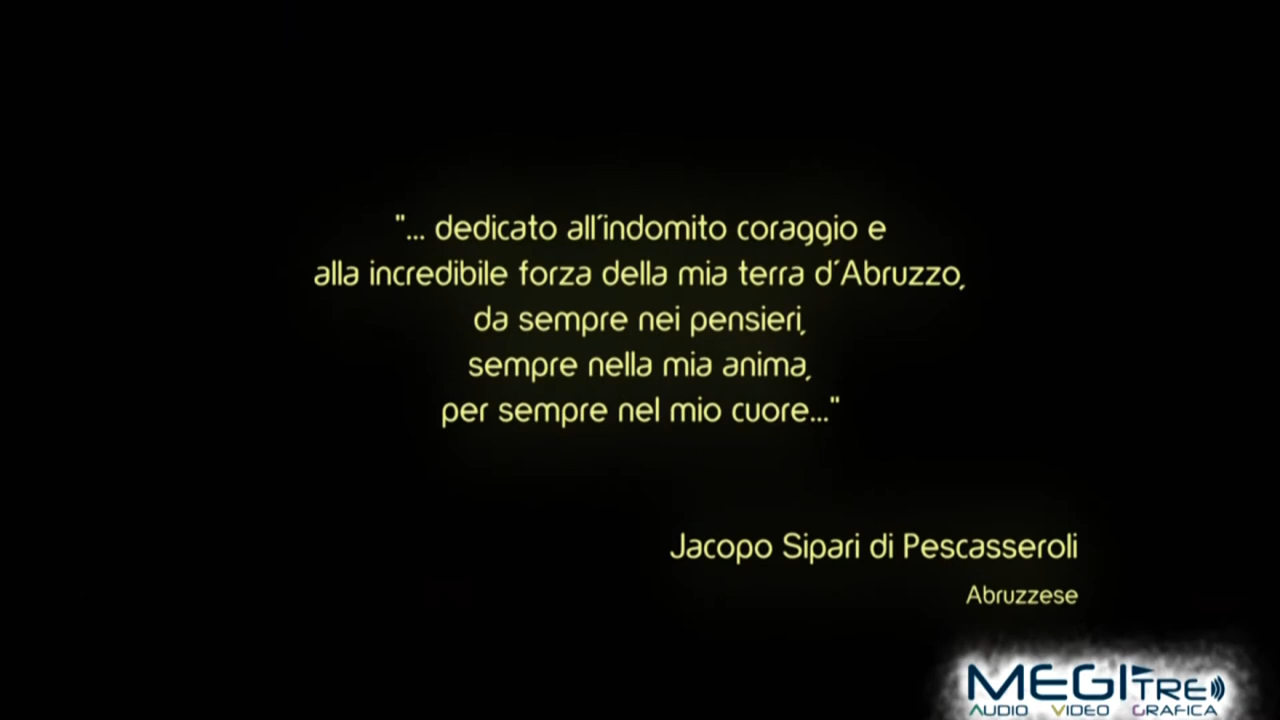 "... dedicato all´indomito coraggio e
alla incredibile forza della mia terra d´Abruzzo,
da sempre nei pensieri,
sempre nella mia anima,
per sempre nel mio cuore..."
Jacopo Sipari di Pescasseroli
Abruzzese
MEGITRE
AUDIO VIDEO GRAFICA